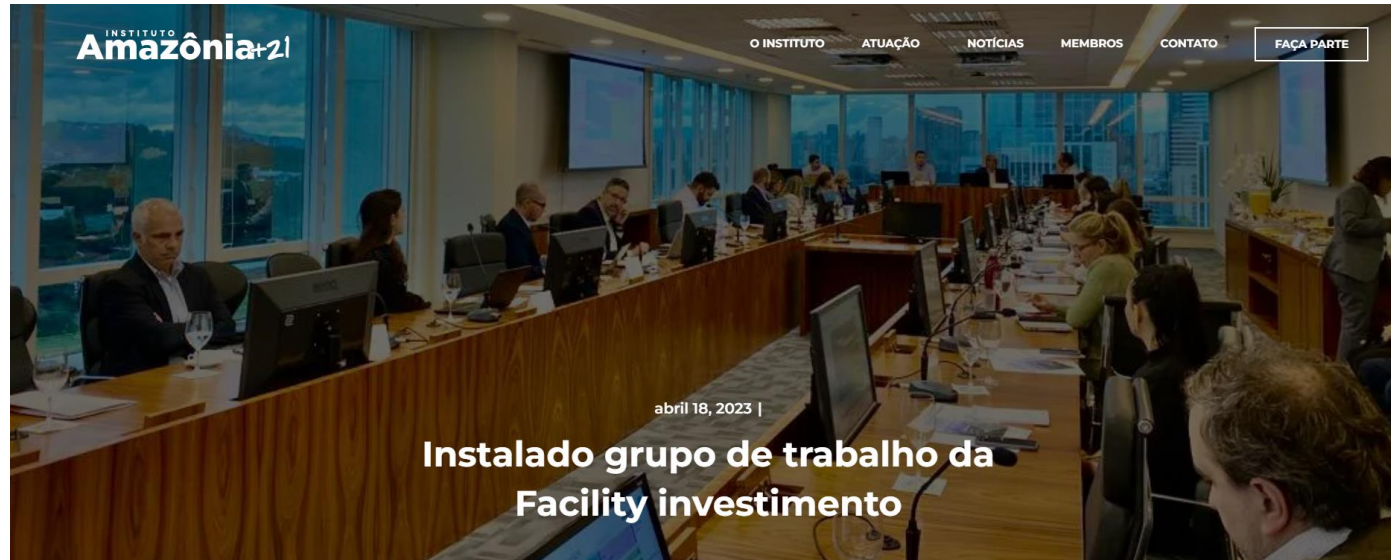 INSTITUTO
Amazônia+21
O INSTITUTO ATUAÇÃO NOTÍCIAS MEMBROS CONTATO FAÇA PARTE
abril 18, 2023 |
Instalado grupo de trabalho da
Facility investimento